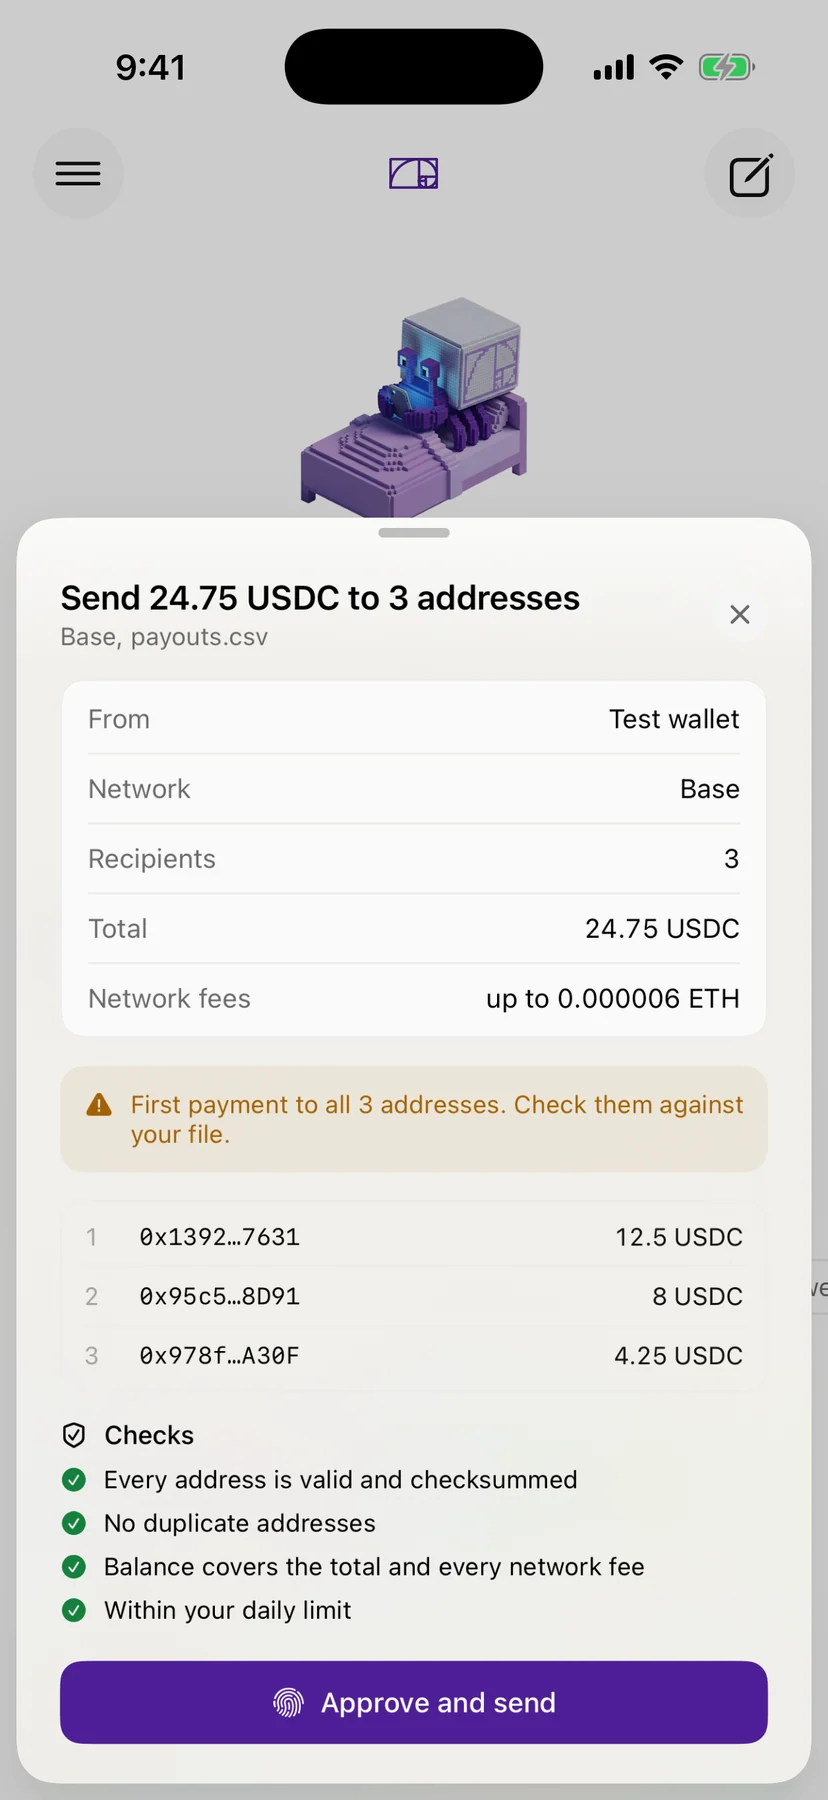 9:41
Send 24.75 USDC to 3 addresses
Base, payouts.csv
From Test wallet
Network Base
Recipients 3
Total 24.75 USDC
Network fees up to 0.000006 ETH
First payment to all 3 addresses. Check them against
your file.
1 0x1392…7631 12.5 USDC
2 0x95c5…8D91 8 USDC
3 0x978f…A30F 4.25 USDC
Checks
Every address is valid and checksummed
No duplicate addresses
Balance covers the total and every network fee
Within your daily limit
Approve and send